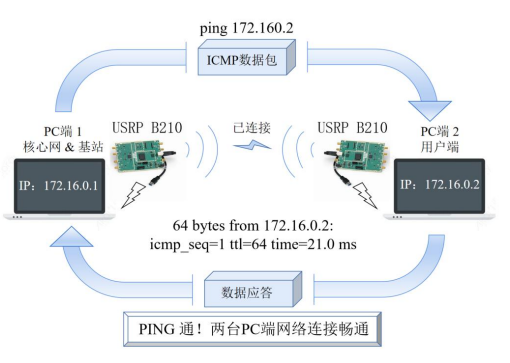 ping 172.160.2
ICMP数据包
USRP B210
已连接
USRP B210
PC端 1
核心网 & 基站
PC端 2
用户端
IP：172.16.0.1
IP：172.16.0.2
64 bytes from 172.16.0.2:
icmp_seq=1 ttl=64 time=21.0 ms
数据应答
PING 通！两台PC端网络连接畅通